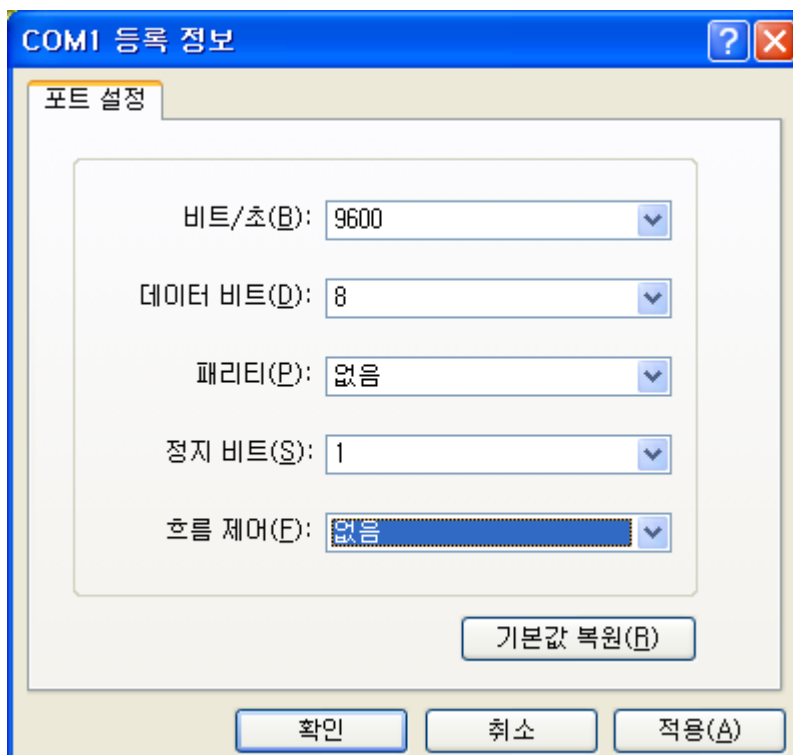 COM1 등록 정보
포트 설정
비트/초(B): 9600
데이터 비트(D): 8
패리티(P): 없음
정지 비트(S): 1
흐름 제어(F): 없음
기본값 복원(R)
확인 취소 적용(A)